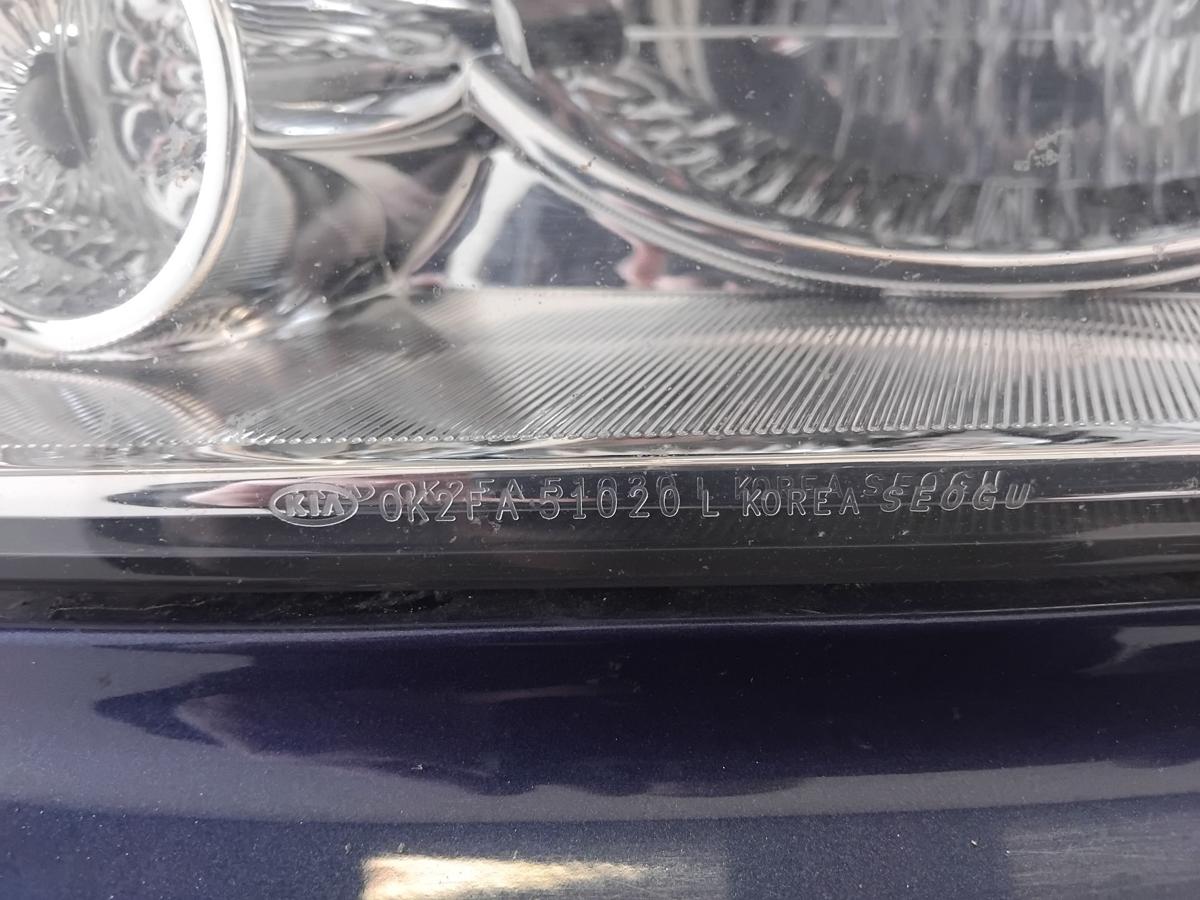 KIA 0K2FA 51020 L KOREA SEOGU